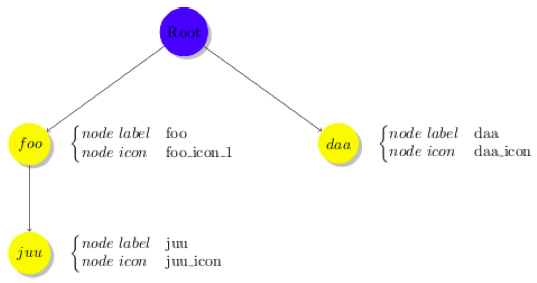 Root
foo
node label foo
node icon foo_icon_1
daa
node label daa
node icon daa_icon
juu
node label juu
node icon juu_icon